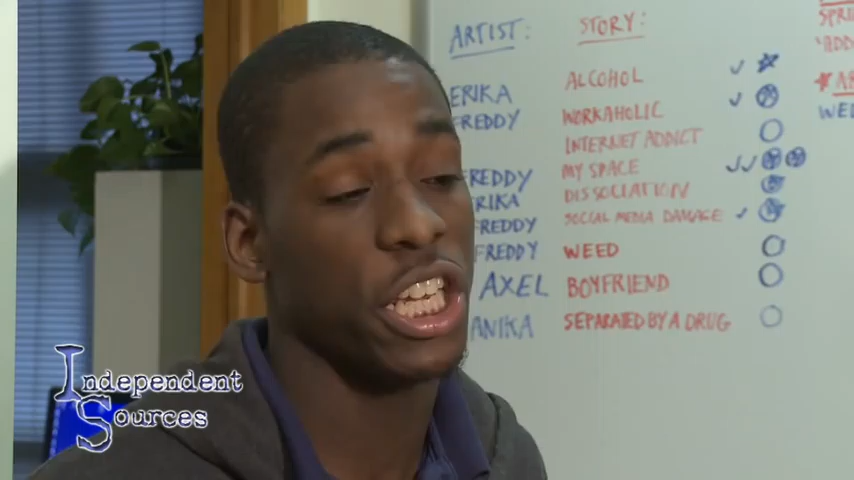 ARTIST: STORY:
ALCOHOL
ERIKA WORKAHOLIC
FREDDY
INTERNET ADDICT
FREDDY MY SPACE
ERIKA DISSOCIATION
FREDDY SOCIAL MEDIA DAMAGE
FREDDY WEED
AXEL BOYFRIEND
ANIKA SEPARATED BY A DRUG
Independent
Sources